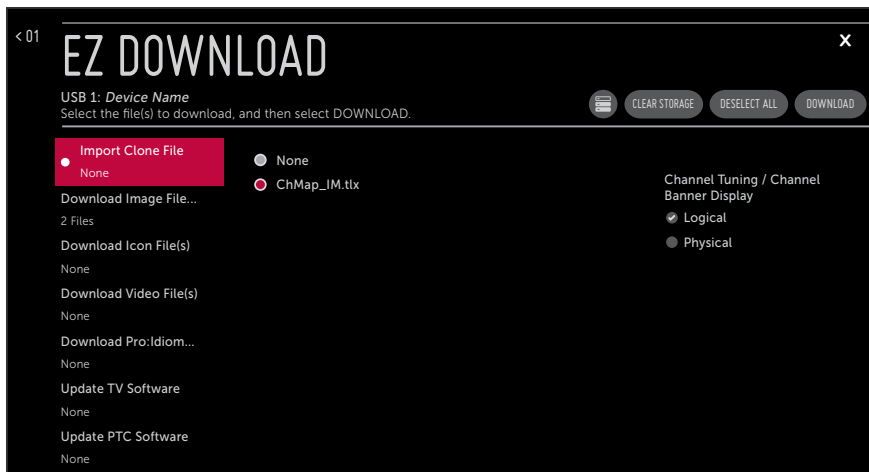 < 01
EZ DOWNLOAD
X
USB 1: Device Name
Select the file(s) to download, and then select DOWNLOAD.
CLEAR STORAGE
DESELECT ALL
DOWNLOAD
Import Clone File
None
Download Image File...
2 Files
Download Icon File(s)
None
Download Video File(s)
None
Download Pro:Idiom...
None
Update TV Software
None
Update PTC Software
None
None
ChMap_IM.tlx
Channel Tuning / Channel
Banner Display
Logical
Physical